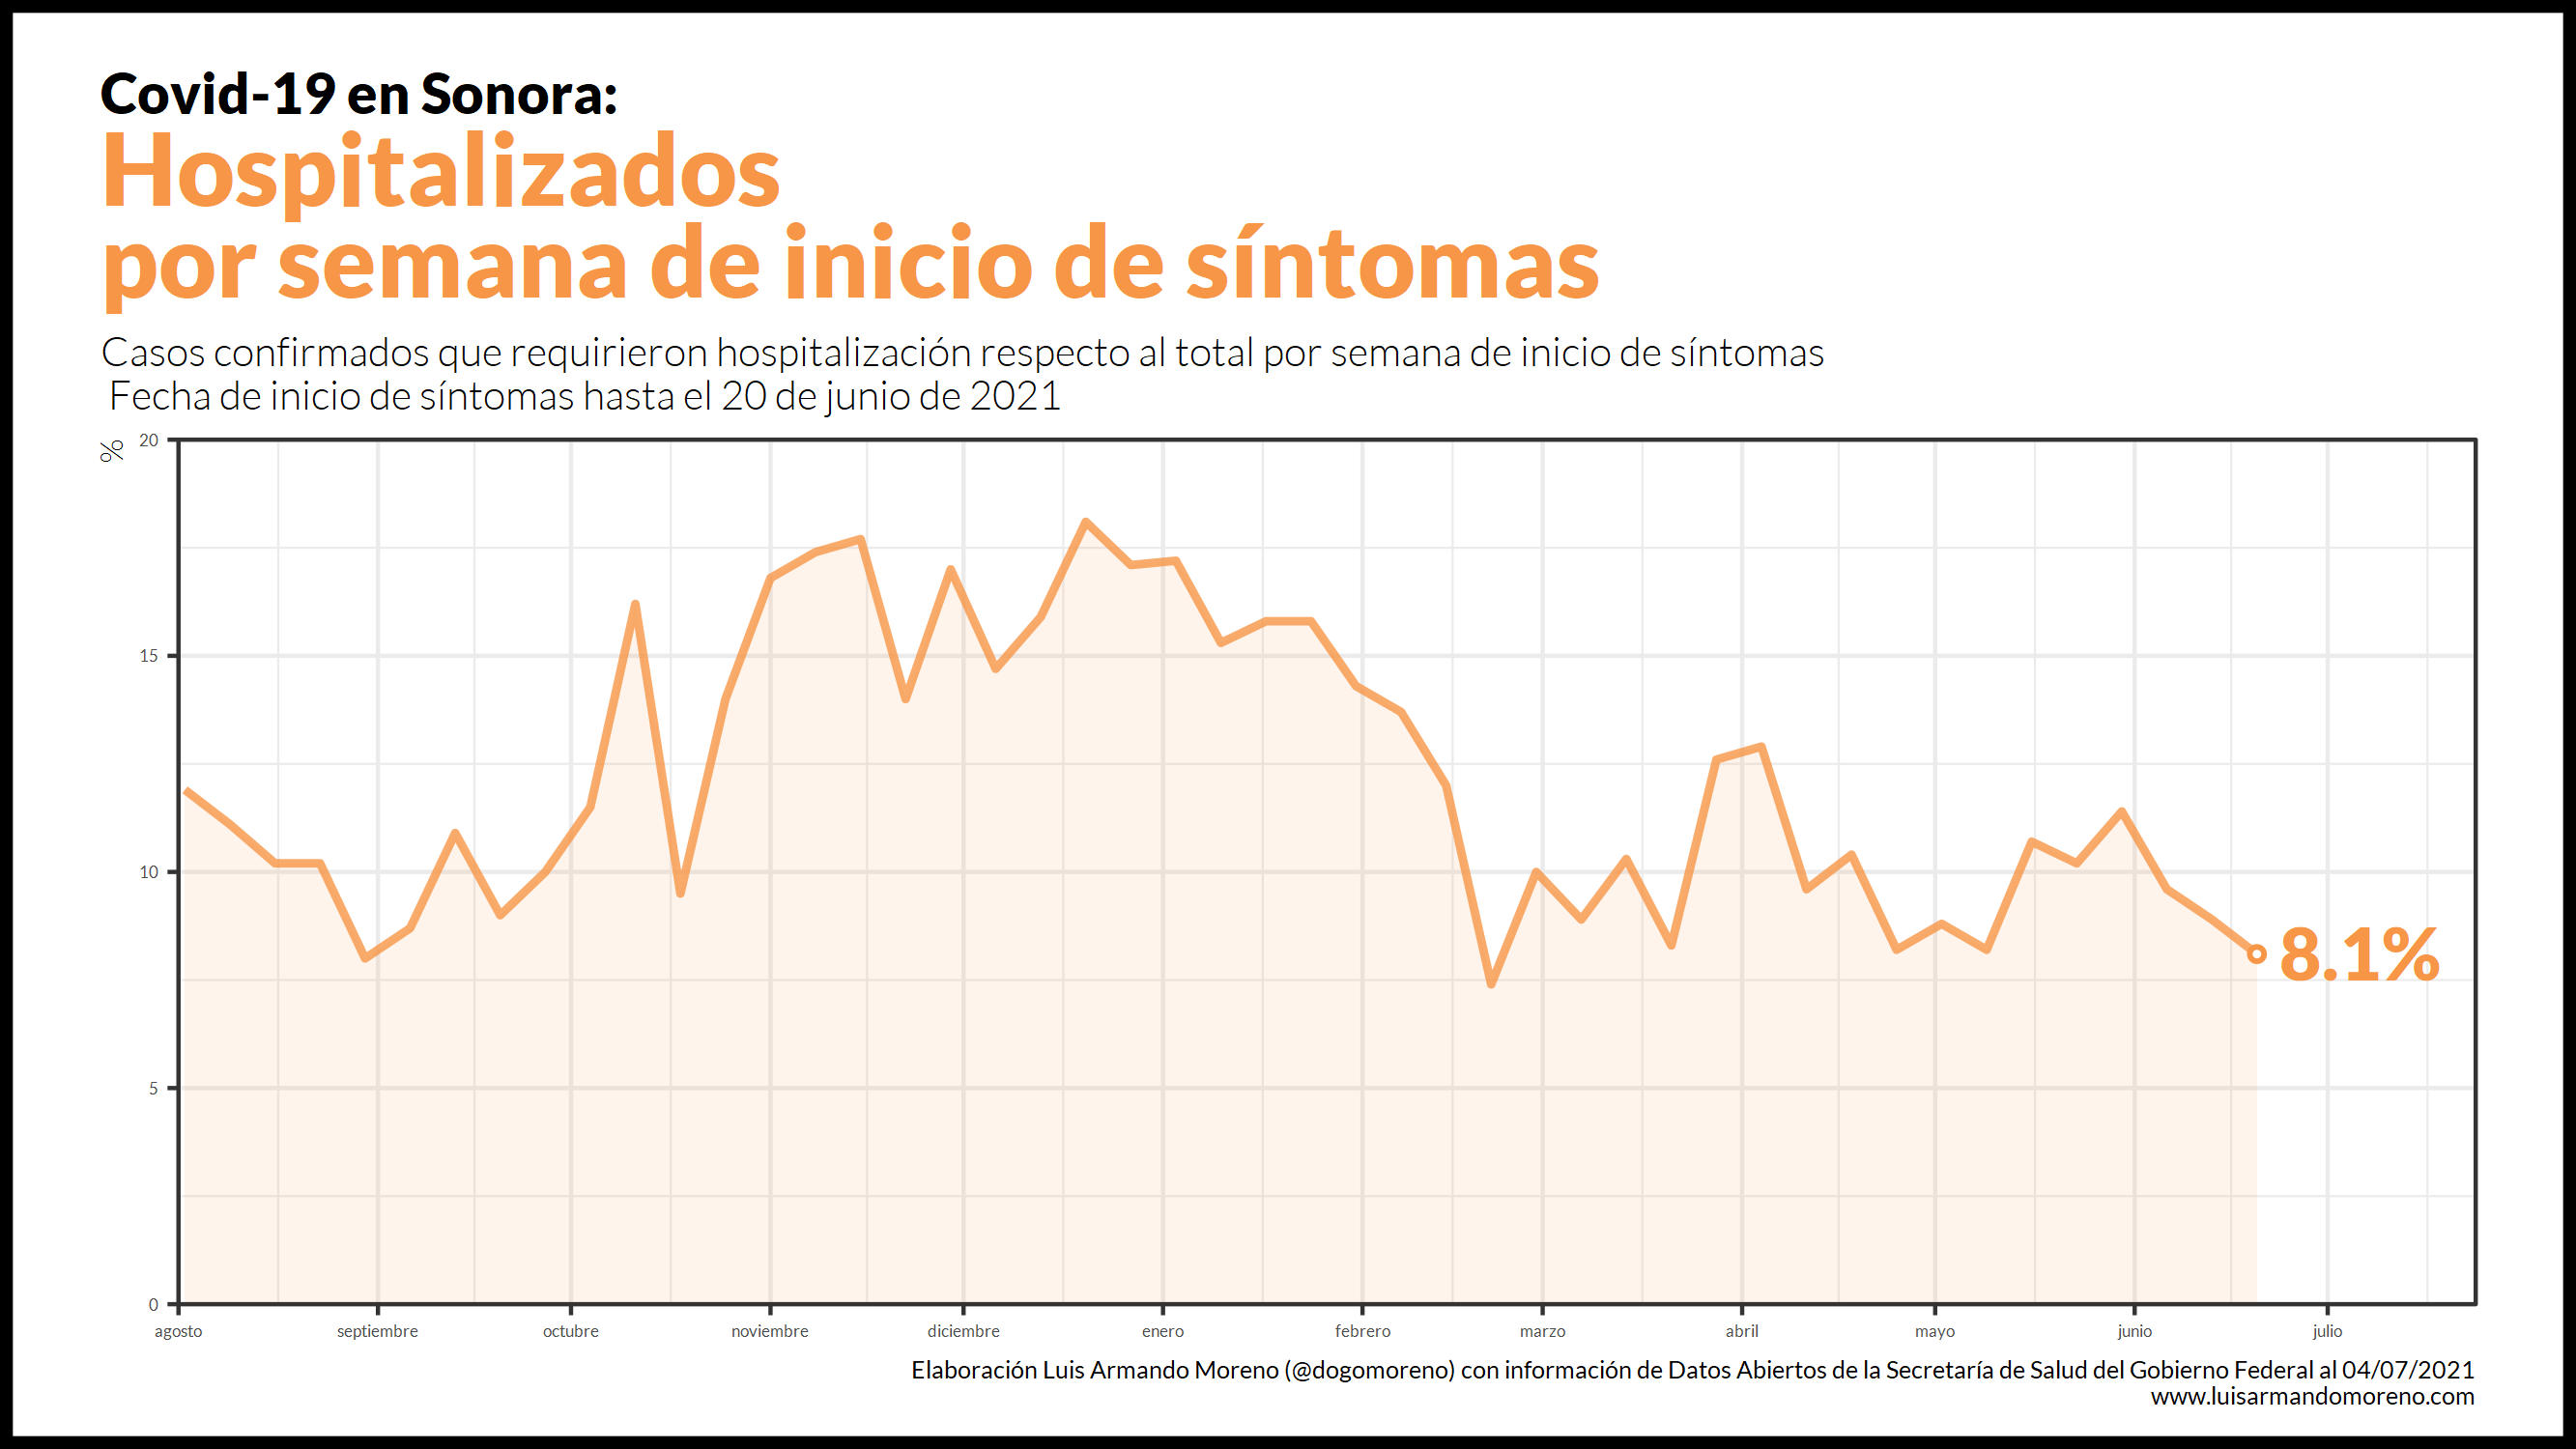 Covid-19 en Sonora:
Hospitalizados
por semana de inicio de síntomas
Casos confirmados que requirieron hospitalización respecto al total por semana de inicio de síntomas
Fecha de inicio de síntomas hasta el 20 de junio de 2021
%
20
15
10
5
0
8.1%
agosto septiembre octubre noviembre diciembre enero febrero marzo abril mayo junio julio
Elaboración Luis Armando Moreno (@dogomoreno) con información de Datos Abiertos de la Secretaría de Salud del Gobierno Federal al 04/07/2021
www.luisarmandomoreno.com